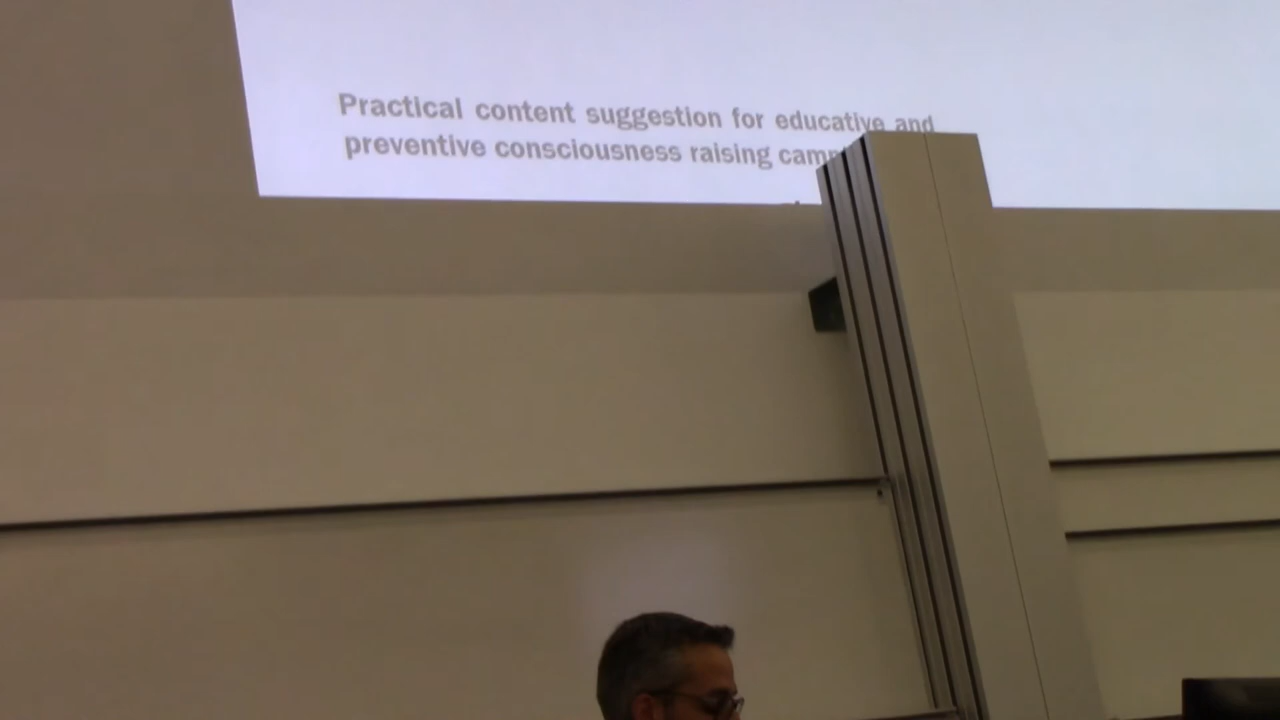 Practical content suggestion for educative and
preventive consciousness raising